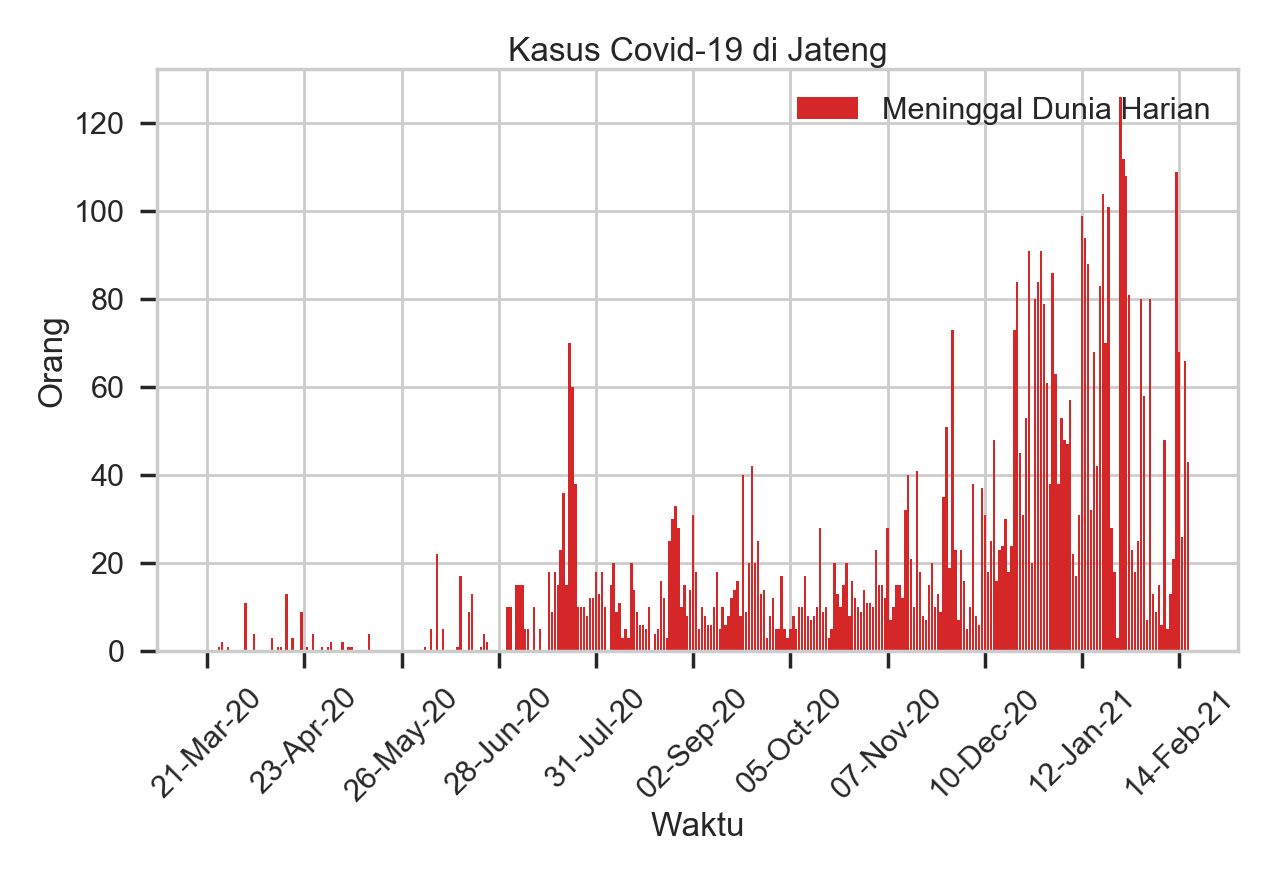 Kasus Covid-19 di Jateng
Meninggal Dunia Harian
120
100
80
60
40
20
0
Orang
21-Mar-20
23-Apr-20
26-May-20
28-Jun-20
31-Jul-20
02-Sep-20
05-Oct-20
07-Nov-20
10-Dec-20
12-Jan-21
14-Feb-21
Waktu